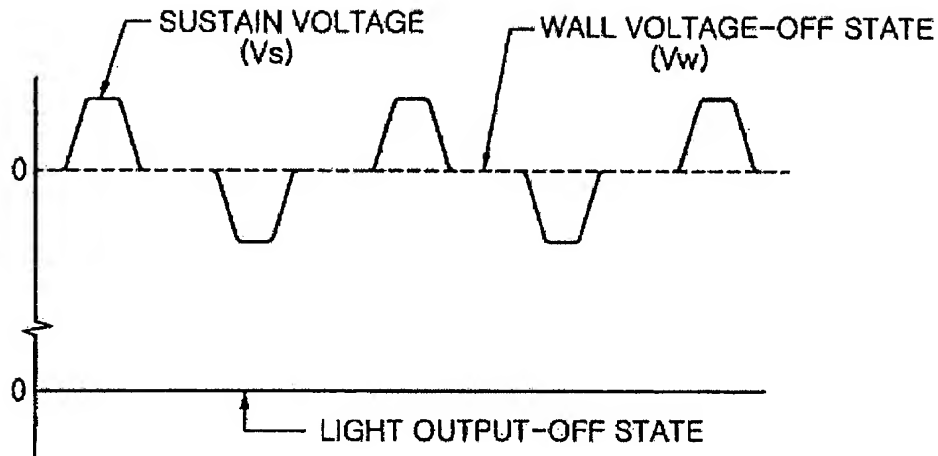 SUSTAIN VOLTAGE
(Vs)
WALL VOLTAGE-OFF STATE
(Vw)
0
0
LIGHT OUTPUT-OFF STATE